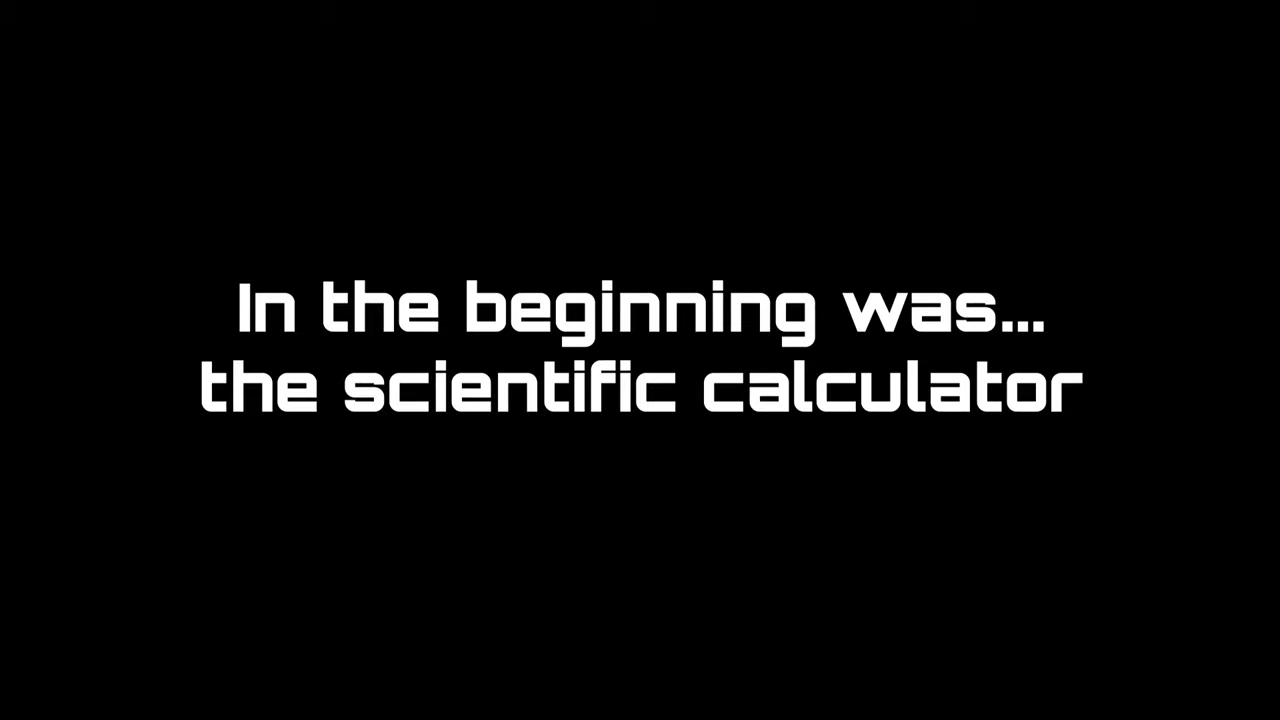 In the beginning was...
the scientific calculator